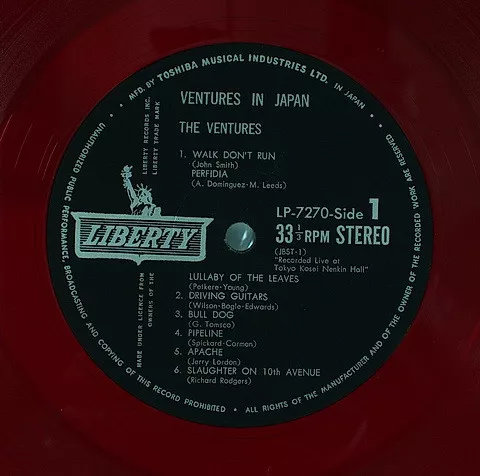 MFD. BY TOSHIBA MUSICAL INDUSTRIES LTD. IN JAPAN
ALL RIGHTS OF THE MANUFACTURER AND OF THE OWNER OF THE RECORDED WORK ARE RESERVED
UNAUTHORIZED PUBLIC PERFORMANCE, BROADCASTING AND COPYING OF THIS RECORD PROHIBITED
LIBERTY RECORDS INC.
LIBERTY TRADE MARK
VENTURES IN JAPAN
THE VENTURES
1. WALK DON'T RUN
(John Smith)
PERFIDIA
(A. Dominguez-M. Leeds)
LIBERTY
LP-7270-Side 1
33 1/3 RPM STEREO
(JBST-1)
"Recorded Live at
Tokyo Kosei Nenkin Hall"
MADE UNDER LICENCE FROM
OWNERS OF THE
LULLABY OF THE LEAVES
(Petkere-Young)
2. DRIVING GUITARS
(Wilson-Bogle-Edwards)
3. BULL DOG
(G. Tomsco)
4. PIPELINE
(Spickard-Carman)
5. APACHE
(Jerry Lordon)
6. SLAUGHTER ON 10th AVENUE
(Richard Rodgers)